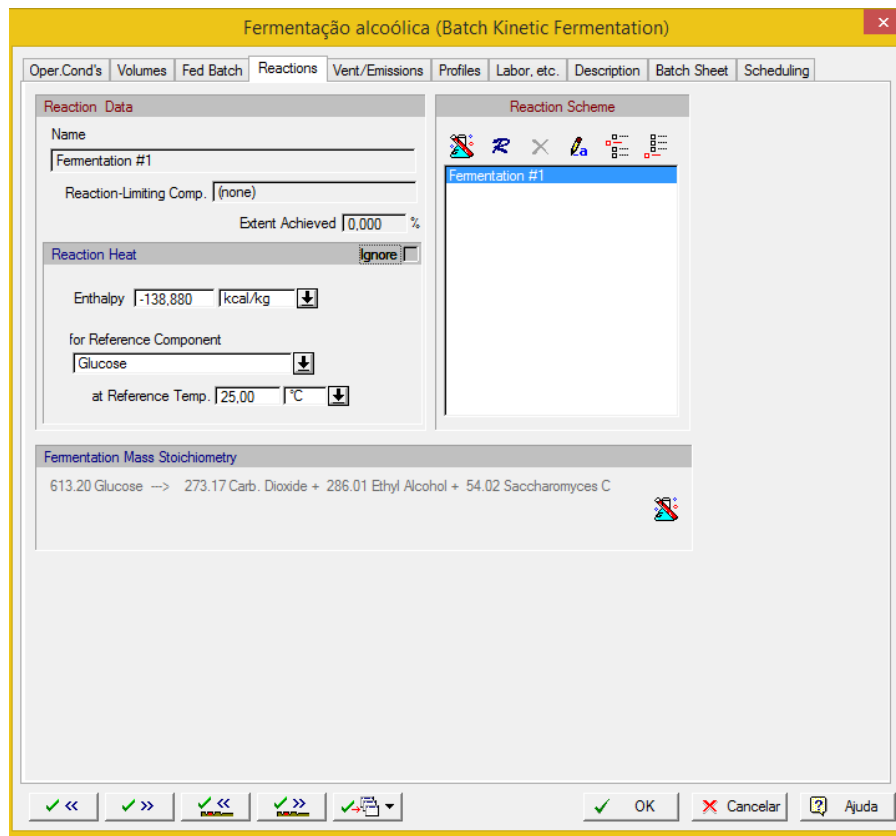 Fermentação alcoólica (Batch Kinetic Fermentation)
Oper.Cond's Volumes Fed Batch Reactions Vent/Emissions Profiles Labor, etc. Description Batch Sheet Scheduling
Reaction Data
Name
Fermentation #1
Reaction-Limiting Comp. (none)
Extent Achieved 0,000 %
Reaction Heat Ignore
Enthalpy -138,880 kcal/kg
for Reference Component
Glucose
at Reference Temp. 25,00 °C
Reaction Scheme
Fermentation #1
Fermentation Mass Stoichiometry
613.20 Glucose ---> 273.17 Carb. Dioxide + 286.01 Ethyl Alcohol + 54.02 Saccharomyces C
OK Cancelar Ajuda